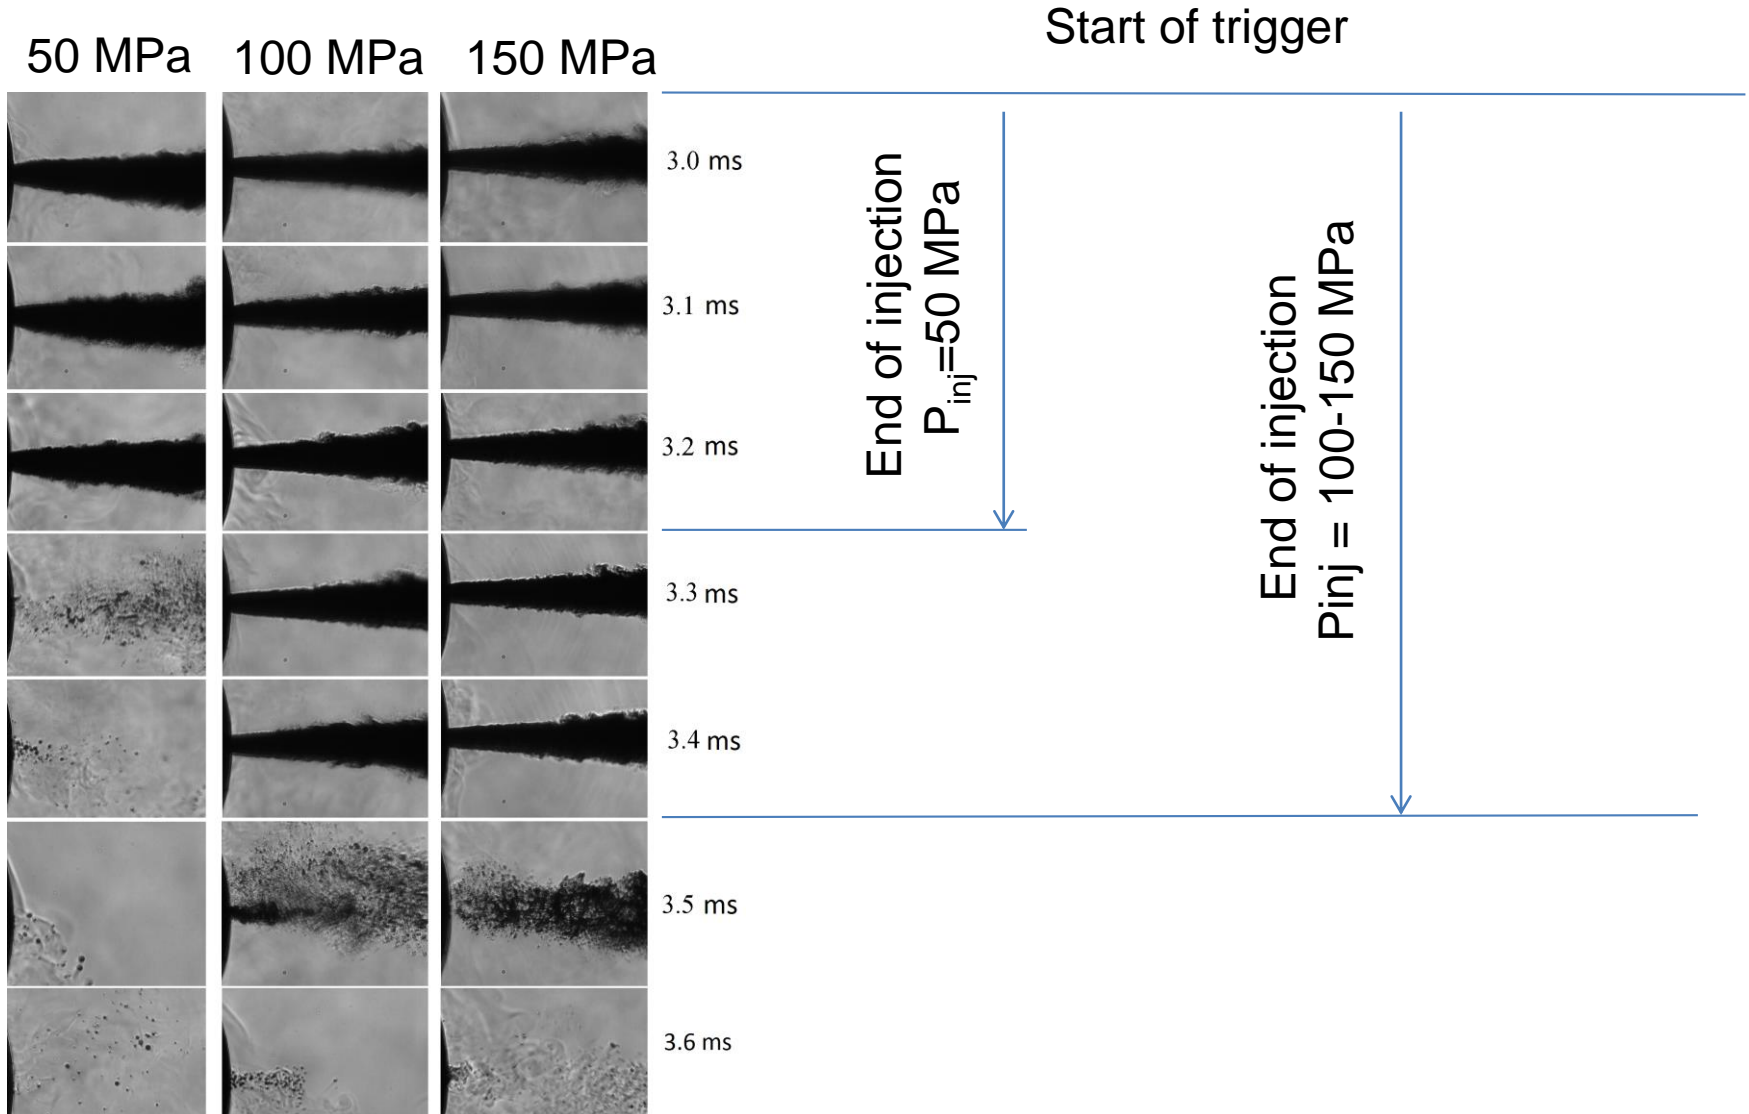 Start of trigger
50 MPa 100 MPa 150 MPa
3.0 ms
3.1 ms
3.2 ms
3.3 ms
3.4 ms
3.5 ms
3.6 ms
End of injection
Pinj=50 MPa
End of injection
Pinj = 100-150 MPa